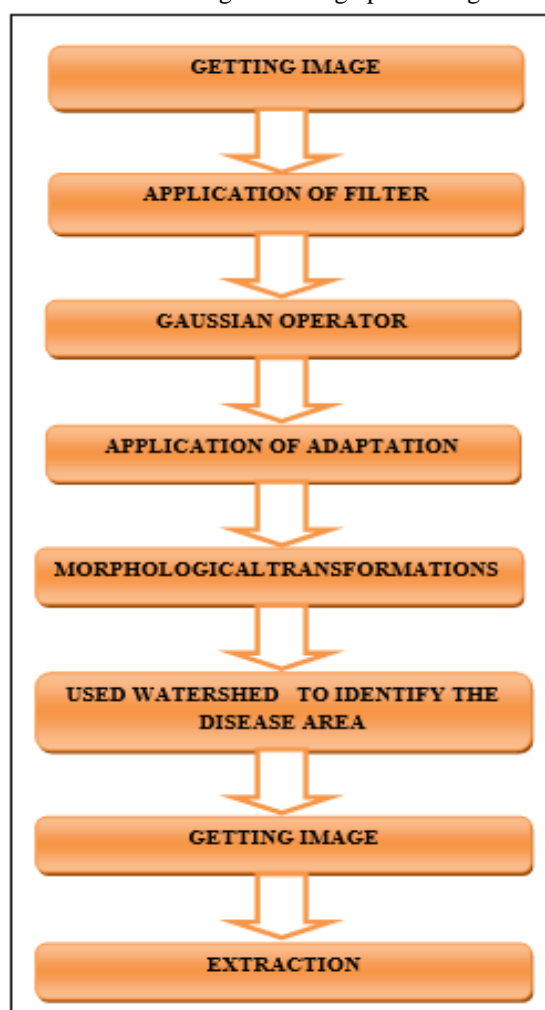 GETTING IMAGE
APPLICATION OF FILTER
GAUSSIAN OPERATOR
APPLICATION OF ADAPTATION
MORPHOLOGICALTRANSFORMATIONS
USED WATERSHED TO IDENTIFY THE
DISEASE AREA
GETTING IMAGE
EXTRACTION